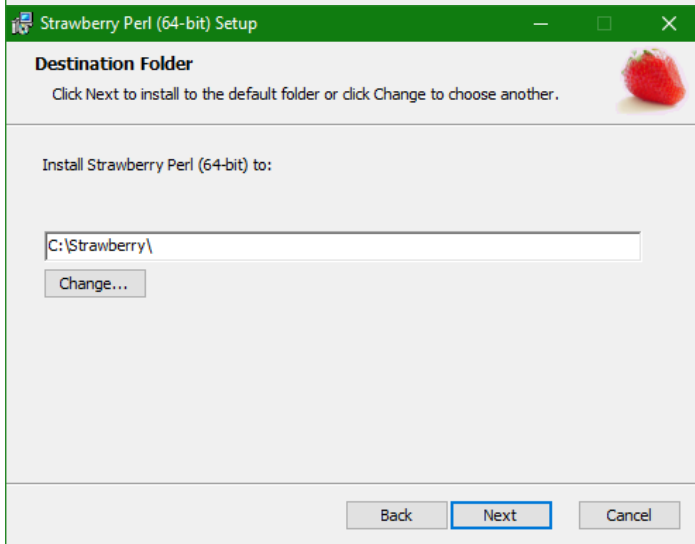 Strawberry Perl (64-bit) Setup
Destination Folder
Click Next to install to the default folder or click Change to choose another.
Install Strawberry Perl (64-bit) to:
C:\Strawberry\
Change...
Back Next Cancel